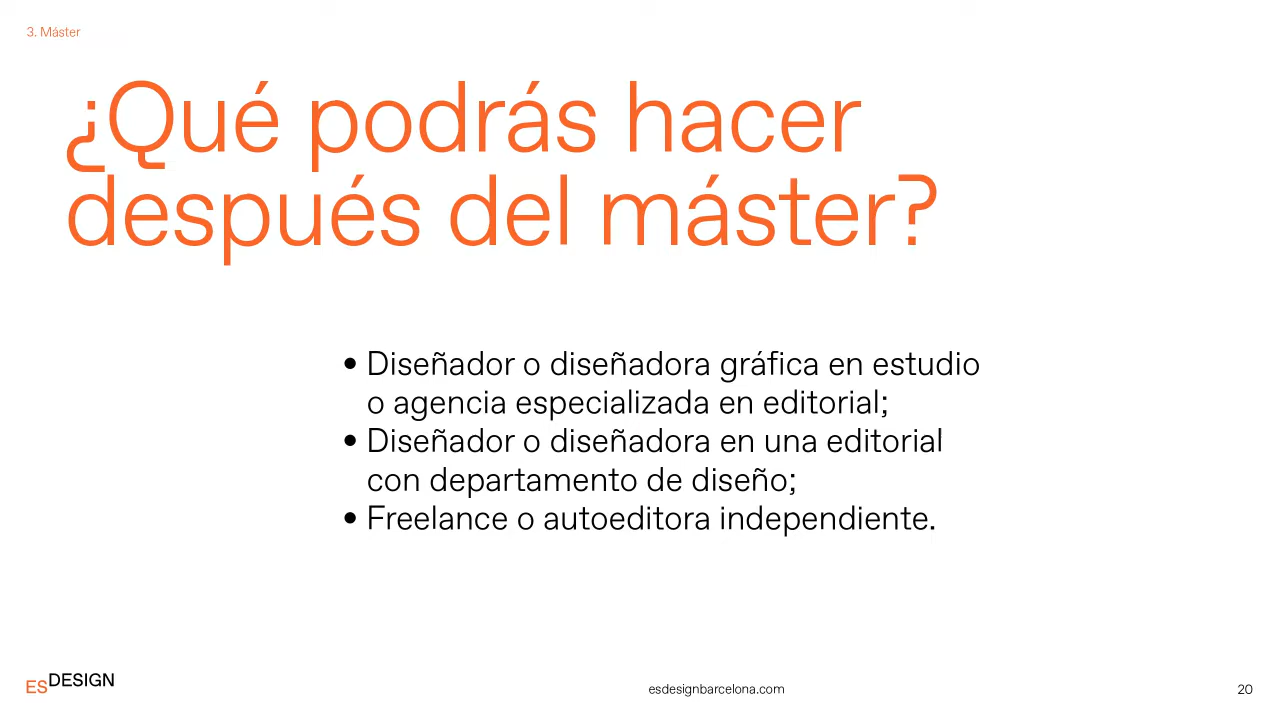 3. Máster
¿Qué podrás hacer
después del máster?
• Diseñador o diseñadora gráfica en estudio
o agencia especializada en editorial;
• Diseñador o diseñadora en una editorial
con departamento de diseño;
• Freelance o autoeditora independiente.
ESDESIGN
esdesignbarcelona.com
20